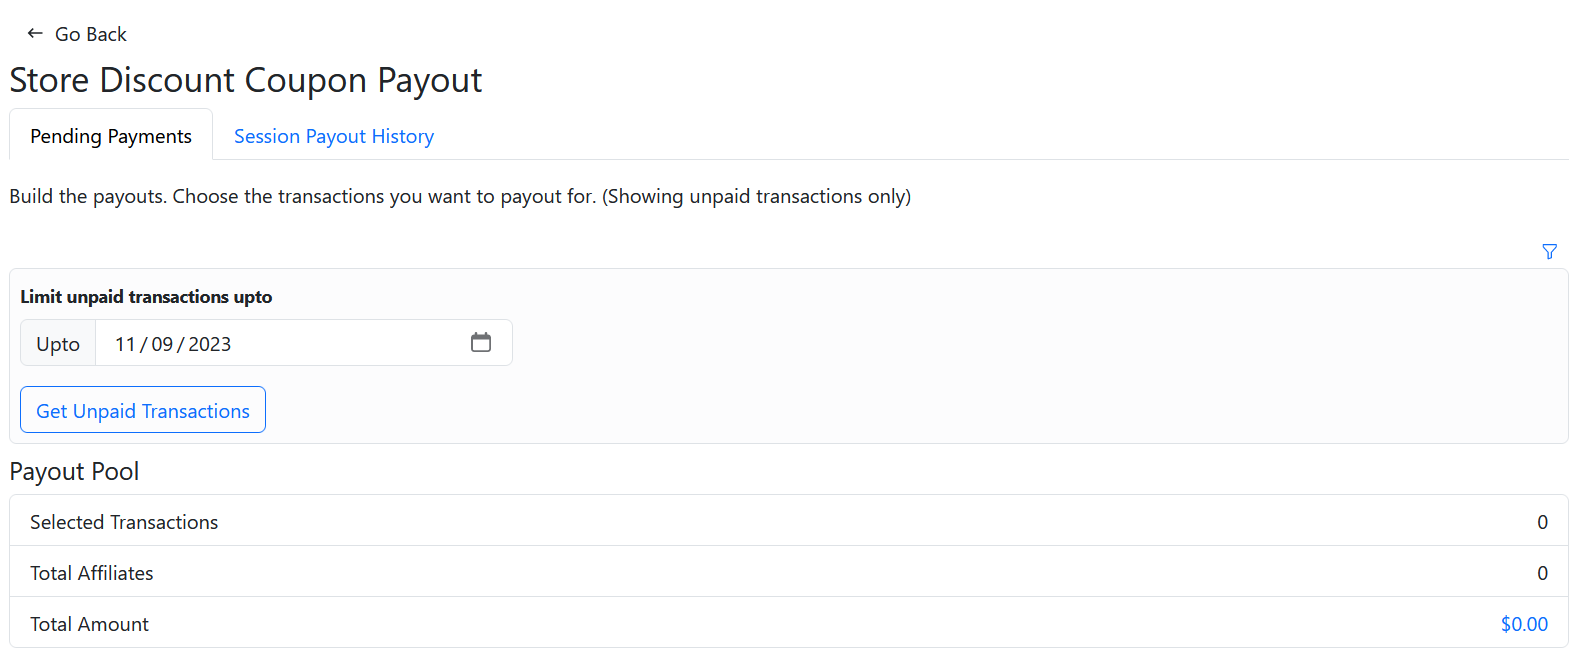 ← Go Back
Store Discount Coupon Payout
Pending Payments Session Payout History
Build the payouts. Choose the transactions you want to payout for. (Showing unpaid transactions only)
Limit unpaid transactions upto
Upto 11/09/2023
Get Unpaid Transactions
Payout Pool
Selected Transactions 0
Total Affiliates 0
Total Amount $0.00